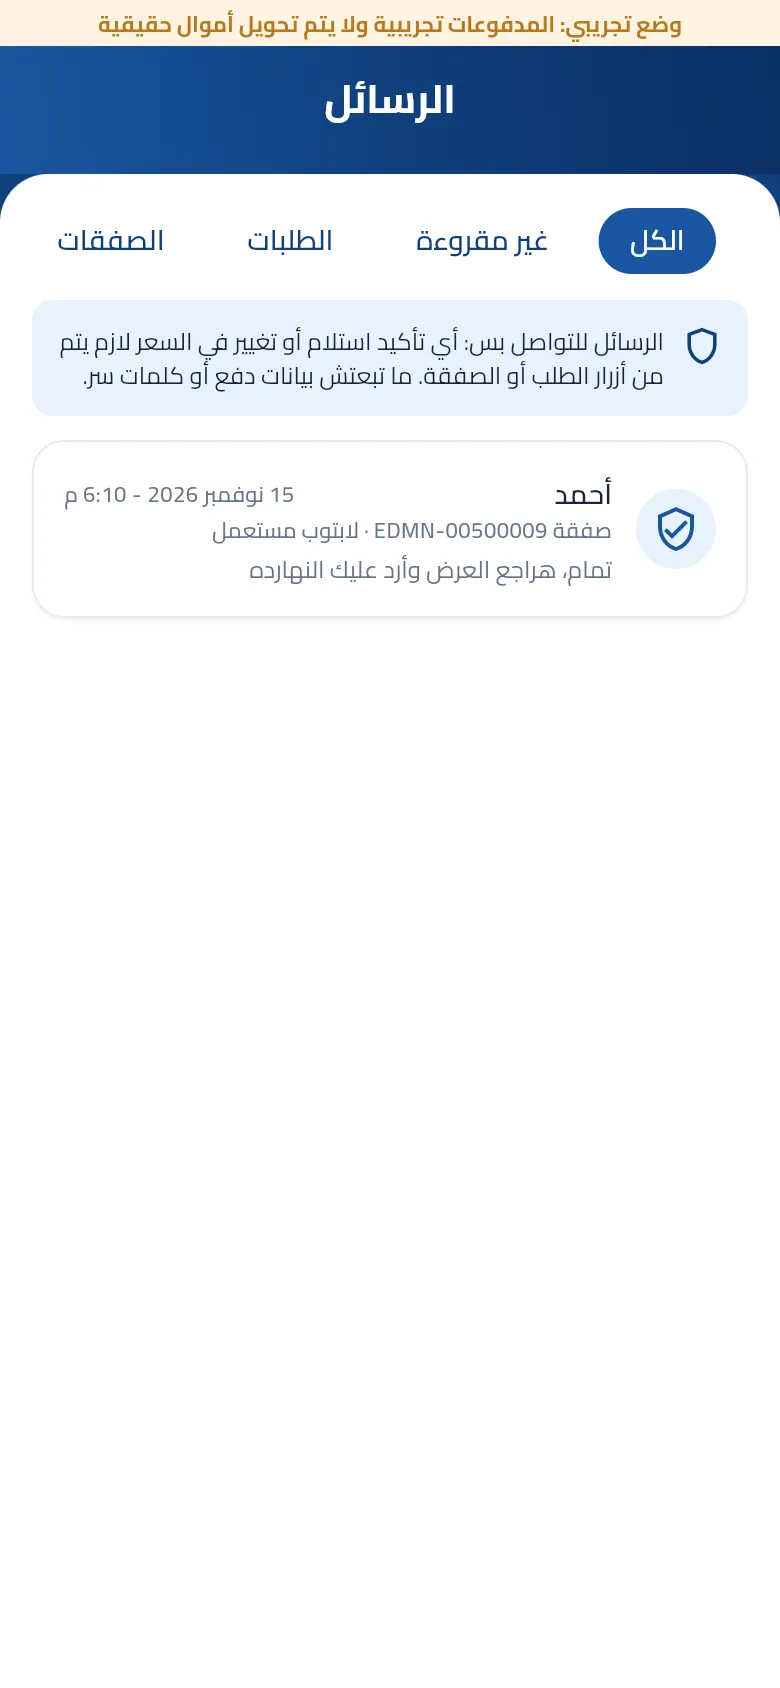 وضع تجريبي: المدفوعات تجريبية ولا يتم تحويل أموال حقيقية
الرسائل
الكل
غير مقروءة
الطلبات
الصفقات
الرسائل للتواصل بس: أي تأكيد استلام أو تغيير في السعر لازم يتم
من أزرار الطلب أو الصفقة. ما تبعتش بيانات دفع أو كلمات سر.
أحمد
15 نوفمبر 2026 - 6:10 م
صفقة EDMN-00500009 · لابتوب مستعمل
تمام، هراجع العرض وأرد عليك النهارده